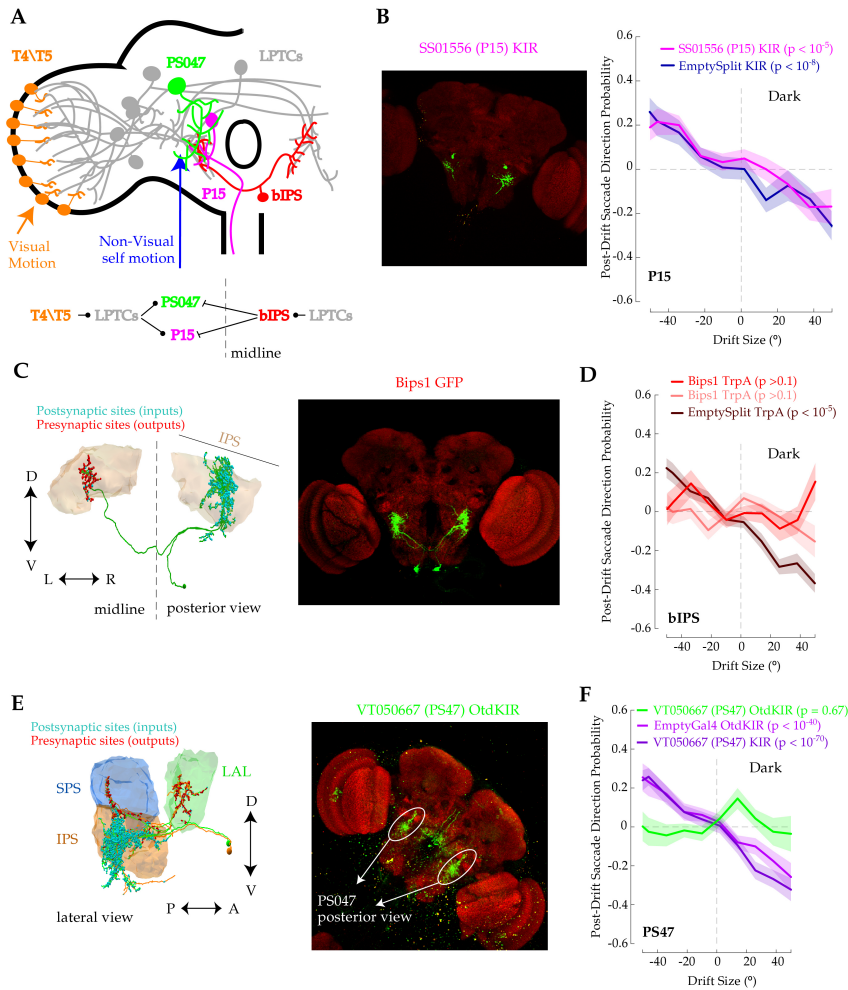 A
T4\T5
PS047
LPTCs
P15
bIPS
Visual
Motion
Non-Visual
self motion
PS047
T4\T5
LPTCs
bIPS
LPTCs
P15
midline
B
SS01556 (P15) KIR
SS01556 (P15) KIR (p < 10-5)
EmptySplit KIR (p < 10-8)
Dark
Post-Drift Saccade Direction Probability
0.6
0.4
0.2
0
-0.2
-0.4
-0.6
P15
-40 -20 0 20 40
Drift Size (º)
C
Postsynaptic sites (inputs)
Presynaptic sites (outputs)
IPS
D
V
L R
midline
posterior view
Bips1 GFP
D
Bips1 TrpA (p >0.1)
Bips1 TrpA (p >0.1)
EmptySplit TrpA (p < 10-5)
Dark
Post-Drift Saccade Direction Probability
0.6
0.4
0.2
0
-0.2
-0.4
-0.6
bIPS
-40 -20 0 20 40
Drift Size (º)
E
Postsynaptic sites (inputs)
Presynaptic sites (outputs)
SPS
LAL
IPS
D
V
P A
lateral view
VT050667 (PS47) OtdKIR
PS047
posterior view
F
VT050667 (PS47) OtdKIR (p = 0.67)
EmptyGal4 OtdKIR (p < 10-40)
VT050667 (PS47) KIR (p < 10-70)
Dark
Post-Drift Saccade Direction Probability
0.6
0.4
0.2
0
-0.2
-0.4
-0.6
PS47
-40 -20 0 20 40
Drift Size (º)